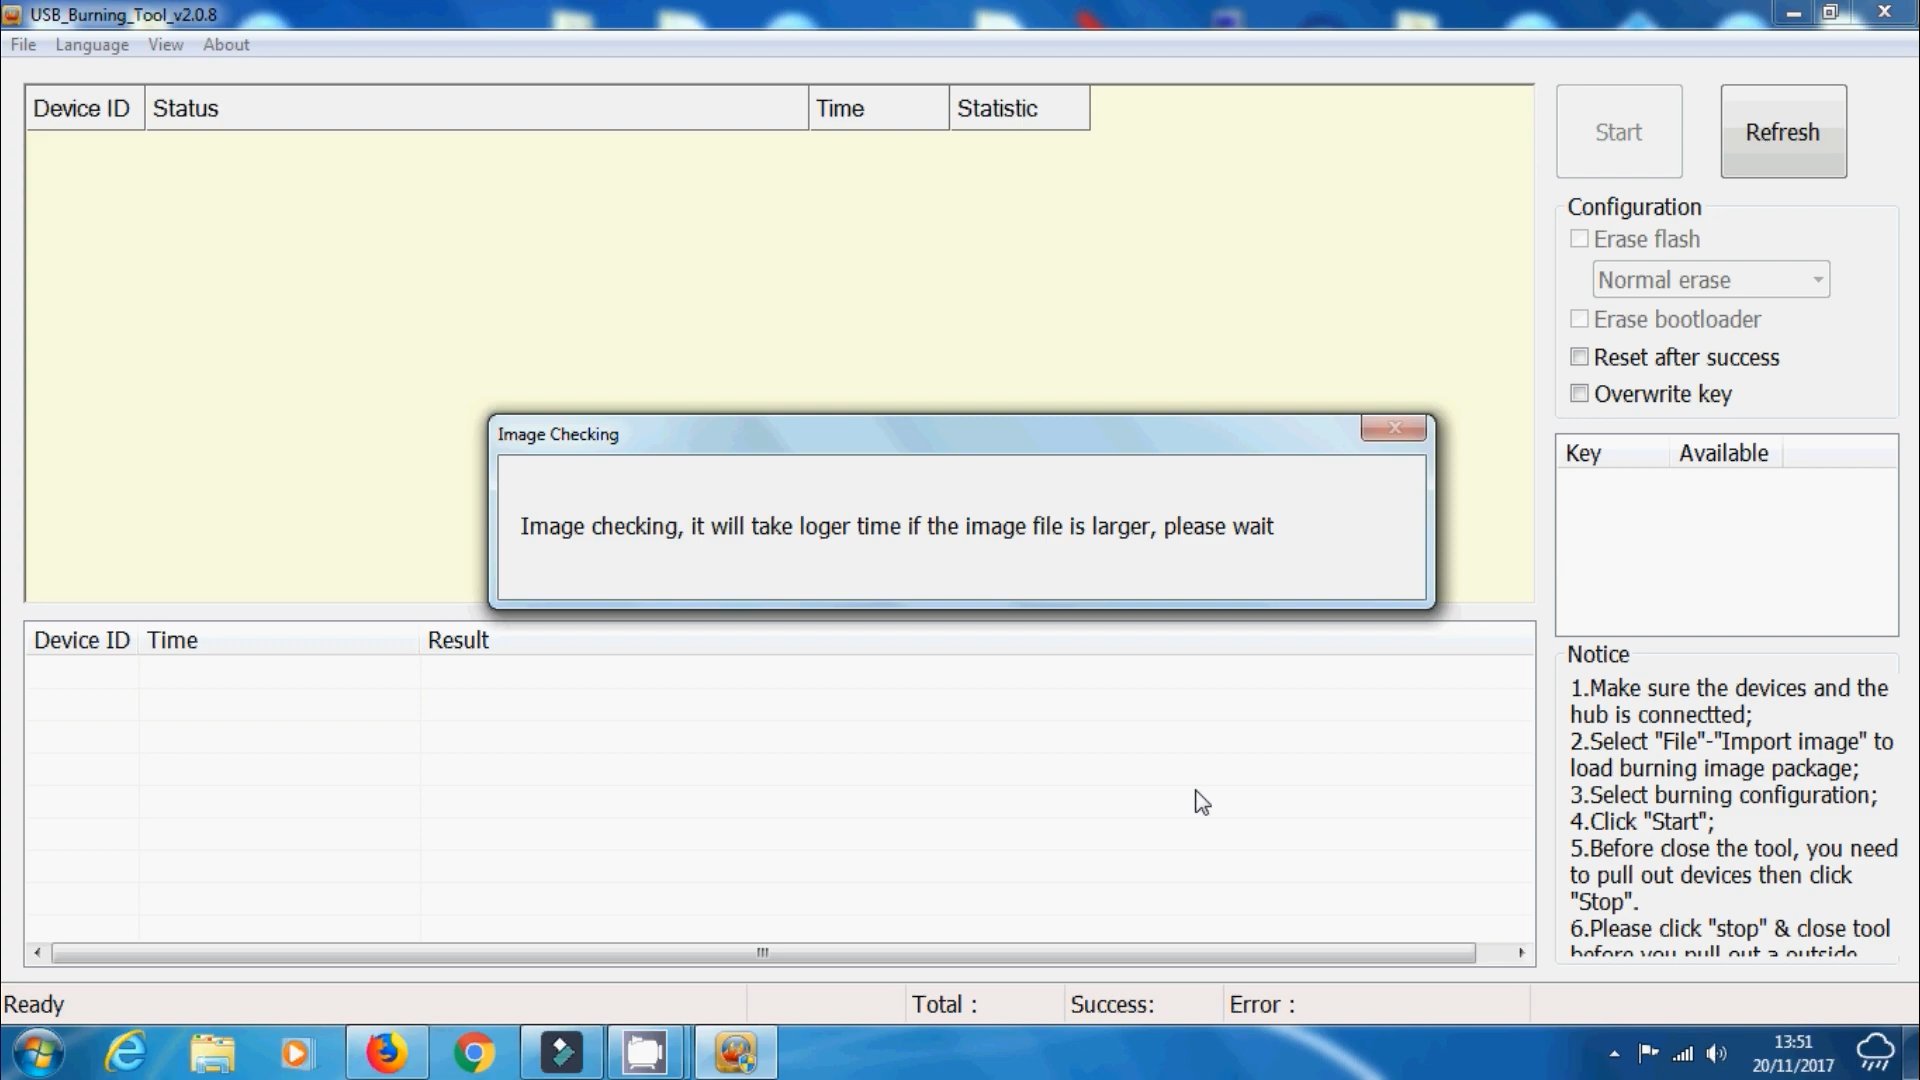 USB_Burning_Tool_v2.0.8
File Language View About
Device ID Status Time Statistic
Start Refresh
Configuration
Erase flash
Normal erase
Erase bootloader
Reset after success
Overwrite key
Image Checking
Image checking, it will take loger time if the image file is larger, please wait
Key Available
Device ID Time Result
Notice
1.Make sure the devices and the
hub is connectted;
2.Select "File"-"Import image" to
load burning image package;
3.Select burning configuration;
4.Click "Start";
5.Before close the tool, you need
to pull out devices then click
"Stop".
6.Please click "stop" & close tool
before you pull out a outside
Ready Total : Success: Error :
13:51
20/11/2017